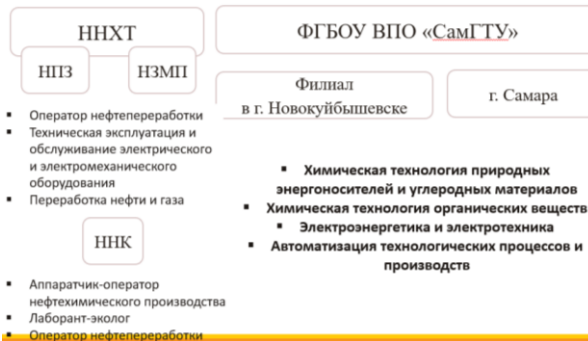 ННХТ
НПЗ
НЗМП
▪ Оператор нефтепереработки
▪ Техническая эксплуатация и
обслуживание электрического
и электромеханического
оборудования
▪ Переработка нефти и газа
ННК
▪ Аппаратчик-оператор
нефтехимического производства
▪ Лаборант-эколог
▪ Оператор нефтепереработки
ФГБОУ ВПО «СамГТУ»
Филиал
в г. Новокуйбышевске
г. Самара
▪ Химическая технология природных
энергоносителей и углеродных материалов
▪ Химическая технология органических веществ
▪ Электроэнергетика и электротехника
▪ Автоматизация технологических процессов и
производств